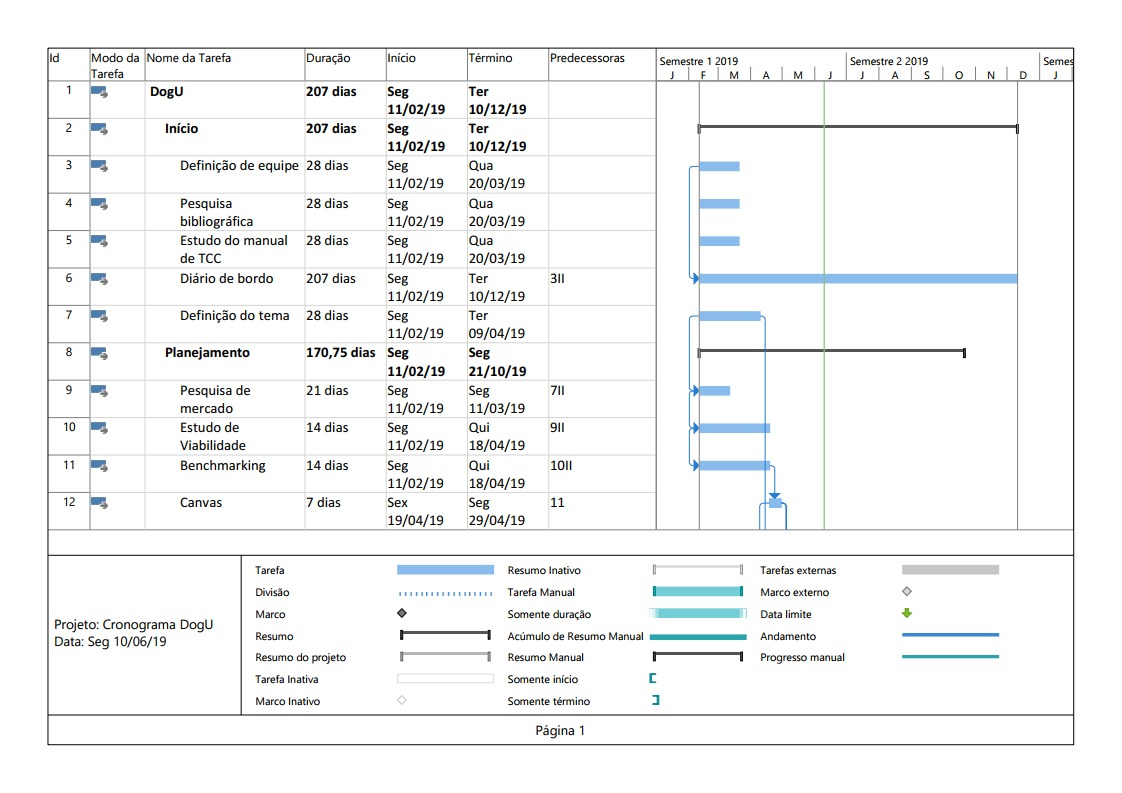 Id Modo da Tarefa Nome da Tarefa Duração Início Término Predecessoras
Semestre 1 2019 Semestre 2 2019 Semes
J F M A M J J A S O N D J
1 DogU 207 dias Seg 11/02/19 Ter 10/12/19
2 Início 207 dias Seg 11/02/19 Ter 10/12/19
3 Definição de equipe 28 dias Seg 11/02/19 Qua 20/03/19
4 Pesquisa bibliográfica 28 dias Seg 11/02/19 Qua 20/03/19
5 Estudo do manual de TCC 28 dias Seg 11/02/19 Qua 20/03/19
6 Diário de bordo 207 dias Seg 11/02/19 Ter 10/12/19 3II
7 Definição do tema 28 dias Seg 11/02/19 Ter 09/04/19
8 Planejamento 170,75 dias Seg 11/02/19 Seg 21/10/19
9 Pesquisa de mercado 21 dias Seg 11/02/19 Seg 11/03/19 7II
10 Estudo de Viabilidade 14 dias Seg 11/02/19 Qui 18/04/19 9II
11 Benchmarking 14 dias Seg 11/02/19 Qui 18/04/19 10II
12 Canvas 7 dias Sex 19/04/19 Seg 29/04/19 11
Projeto: Cronograma DogU
Data: Seg 10/06/19
Tarefa
Divisão
Marco
Resumo
Resumo do projeto
Tarefa Inativa
Marco Inativo
Resumo Inativo
Tarefa Manual
Somente duração
Acúmulo de Resumo Manual
Resumo Manual
Somente início
Somente término
Tarefas externas
Marco externo
Data limite
Andamento
Progresso manual
Página 1